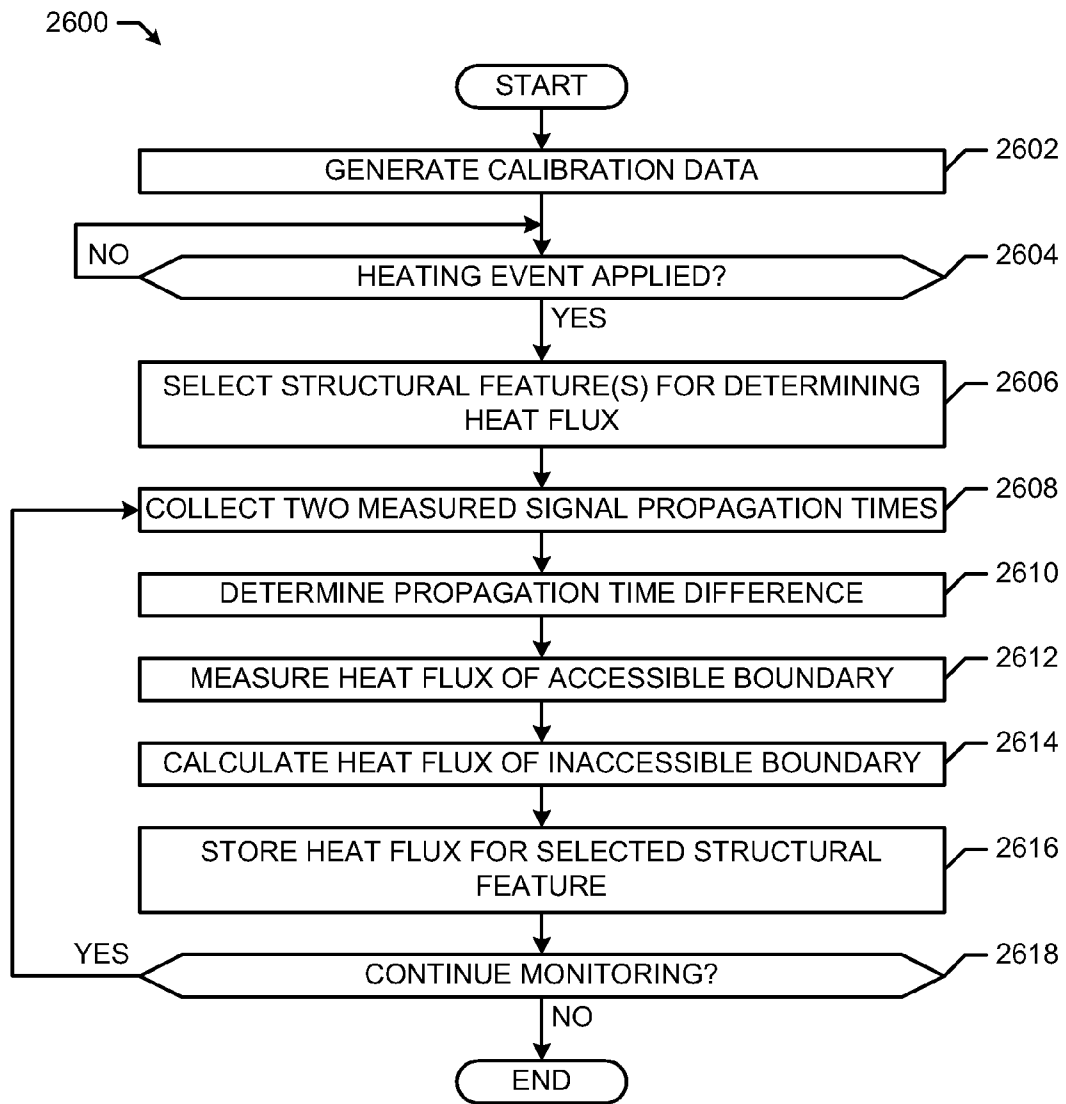 2600
START
GENERATE CALIBRATION DATA
2602
NO
HEATING EVENT APPLIED?
2604
YES
SELECT STRUCTURAL FEATURE(S) FOR DETERMINING
HEAT FLUX
2606
COLLECT TWO MEASURED SIGNAL PROPAGATION TIMES
2608
DETERMINE PROPAGATION TIME DIFFERENCE
2610
MEASURE HEAT FLUX OF ACCESSIBLE BOUNDARY
2612
CALCULATE HEAT FLUX OF INACCESSIBLE BOUNDARY
2614
STORE HEAT FLUX FOR SELECTED STRUCTURAL
FEATURE
2616
YES
CONTINUE MONITORING?
2618
NO
END